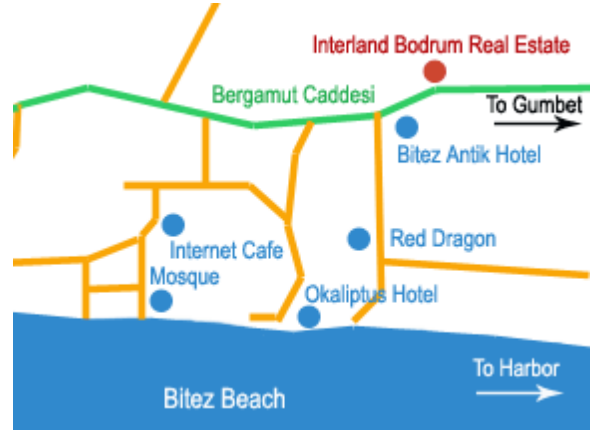 Interland Bodrum Real Estate
Bergamut Caddesi
To Gumbet
Bitez Antik Hotel
Red Dragon
Internet Cafe
Mosque
Okaliptus Hotel
To Harbor
Bitez Beach